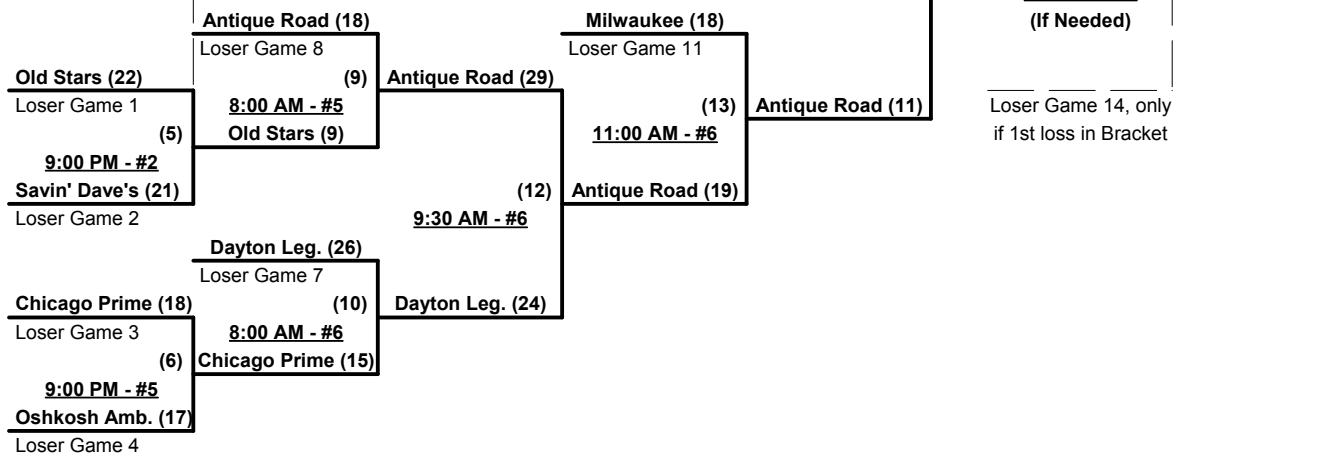 Antique Road (18)
Milwaukee (18)
(If Needed)
Loser Game 8
Loser Game 11
Old Stars (22)
(9)
Antique Road (29)
Loser Game 1
8:00 AM - #5
(13)
Antique Road (11)
Loser Game 14, only
(5)
Old Stars (9)
11:00 AM - #6
if 1st loss in Bracket
9:00 PM - #2
Savin' Dave's (21)
(12)
Antique Road (19)
Loser Game 2
9:30 AM - #6
Dayton Leg. (26)
Loser Game 7
Chicago Prime (18)
(10)
Dayton Leg. (24)
Loser Game 3
8:00 AM - #6
(6)
Chicago Prime (15)
9:00 PM - #5
Oshkosh Amb. (17)
Loser Game 4